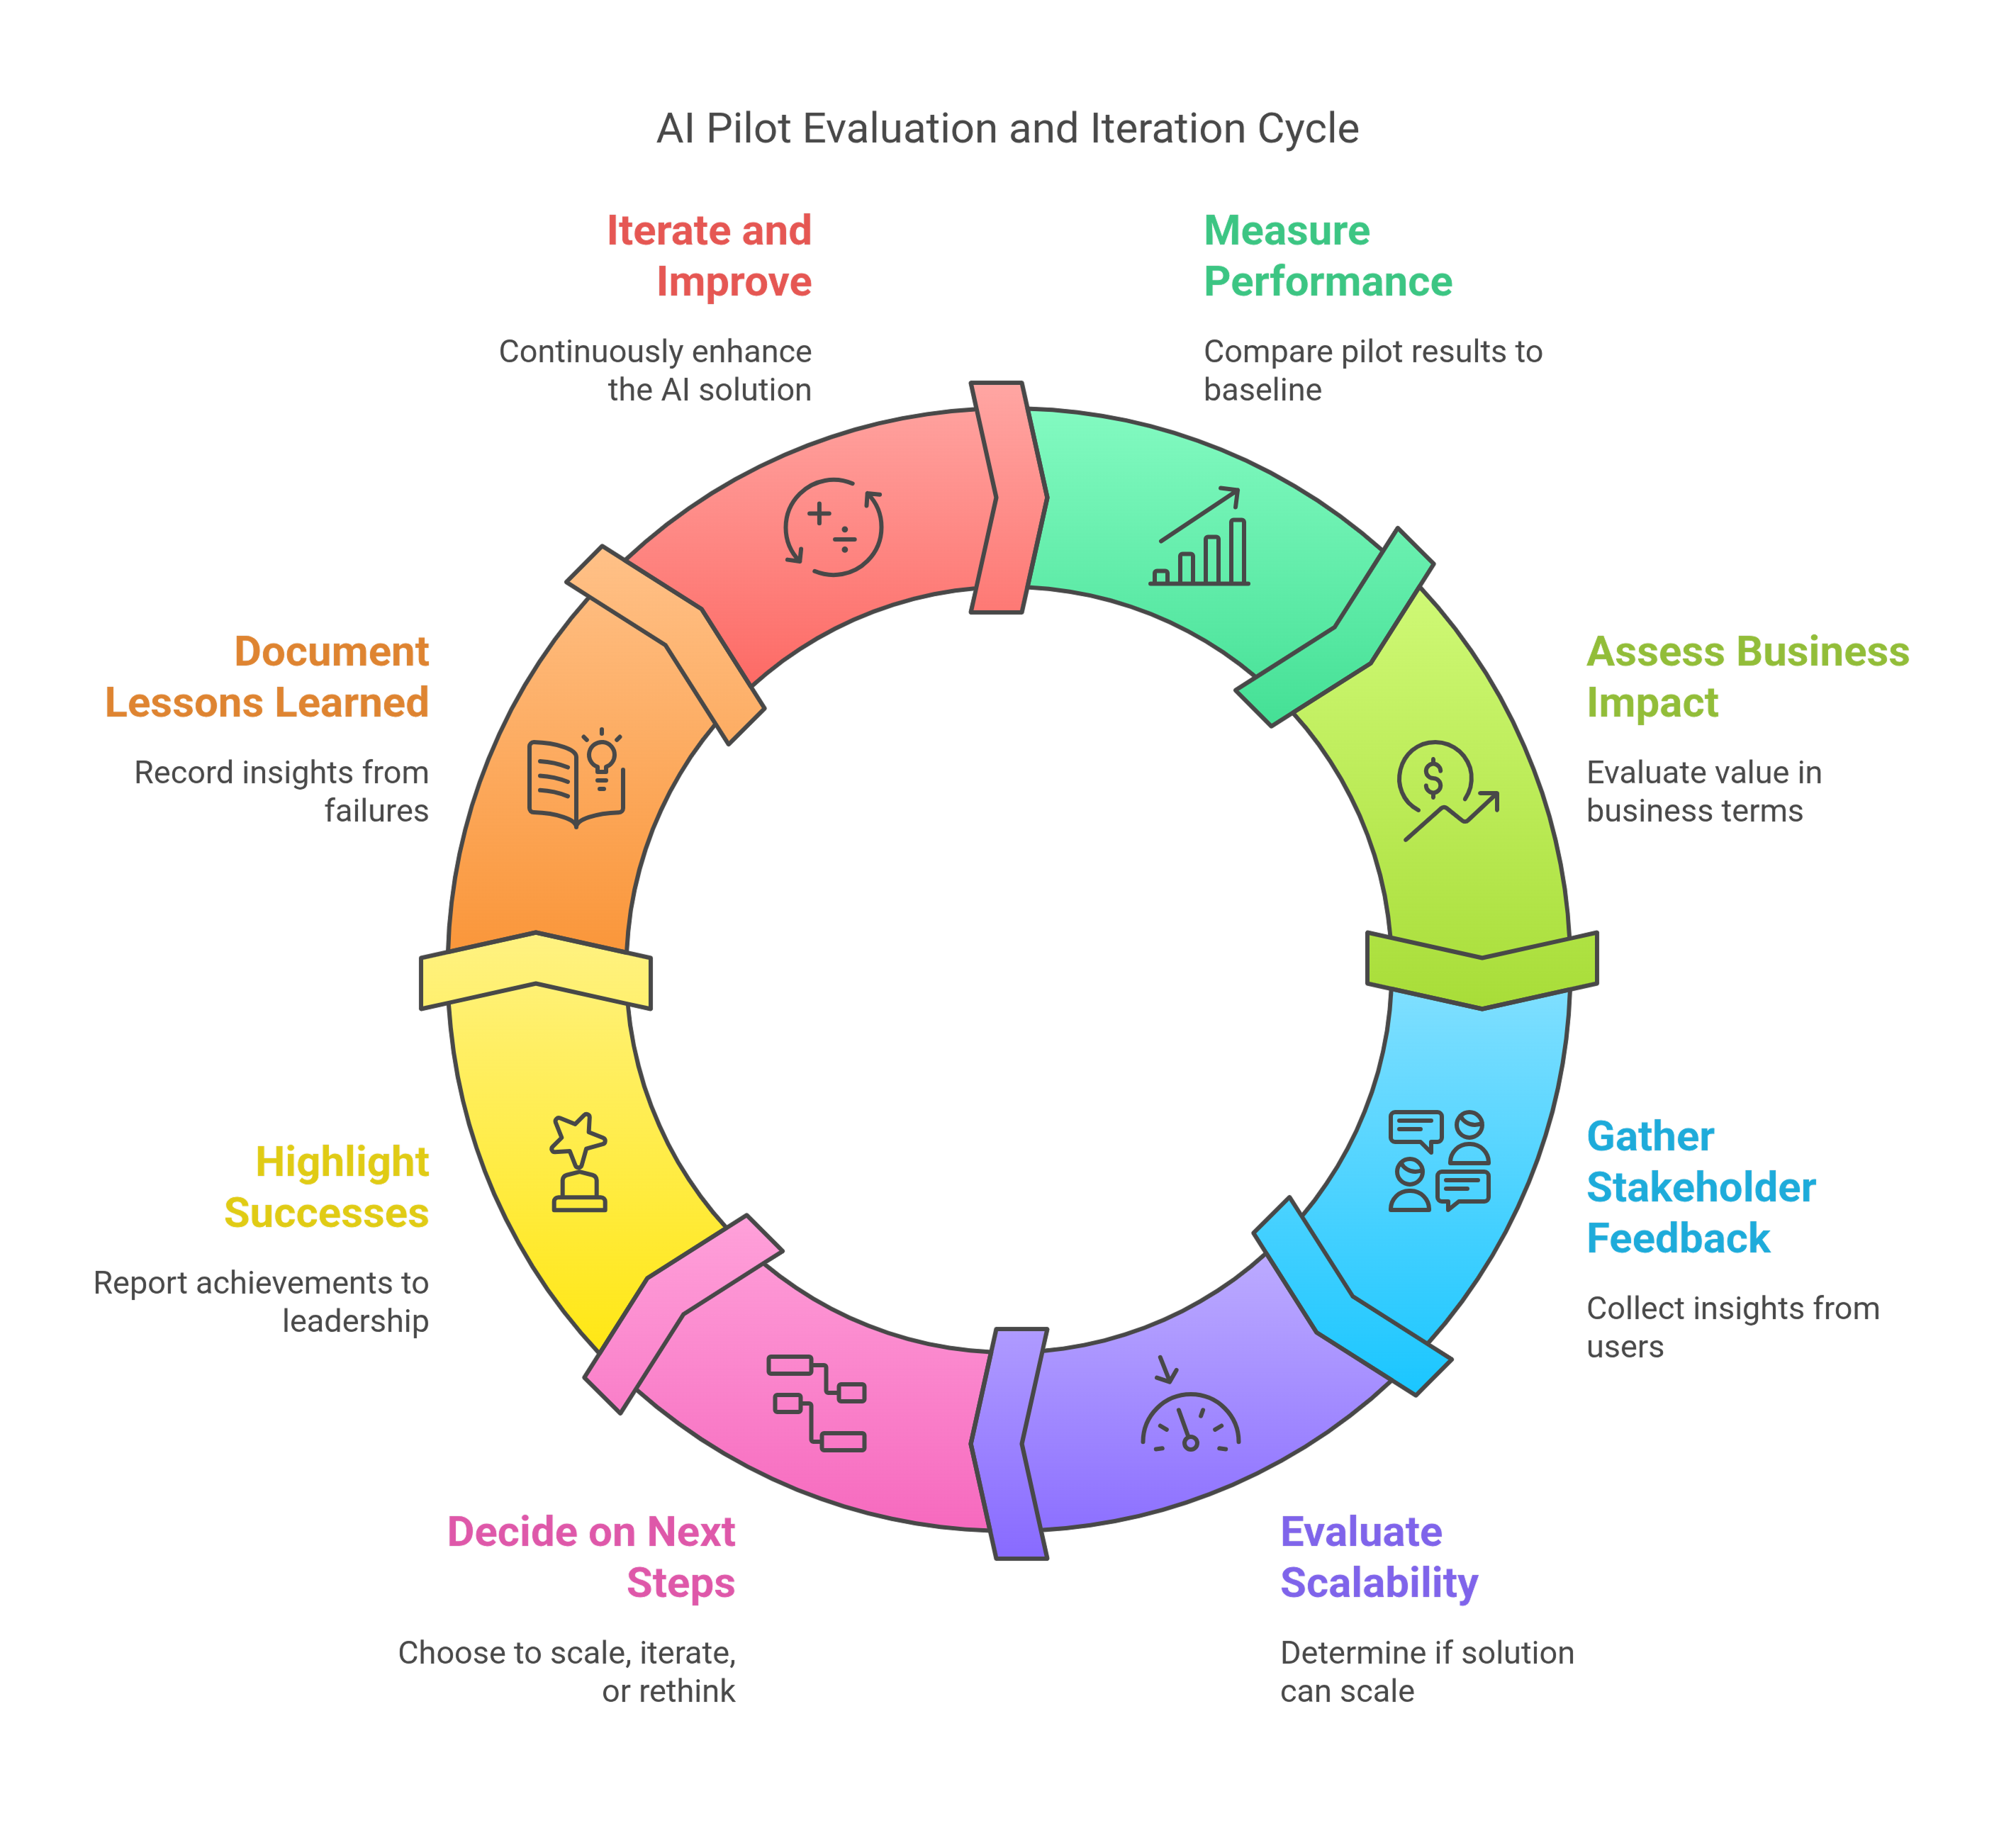 AI Pilot Evaluation and Iteration Cycle
Iterate and
Improve
Continuously enhance
the AI solution
Measure
Performance
Compare pilot results to
baseline
Document
Lessons Learned
Record insights from
failures
Assess Business
Impact
Evaluate value in
business terms
Highlight
Successes
Report achievements to
leadership
Gather
Stakeholder
Feedback
Collect insights from
users
Decide on Next
Steps
Choose to scale, iterate,
or rethink
Evaluate
Scalability
Determine if solution
can scale